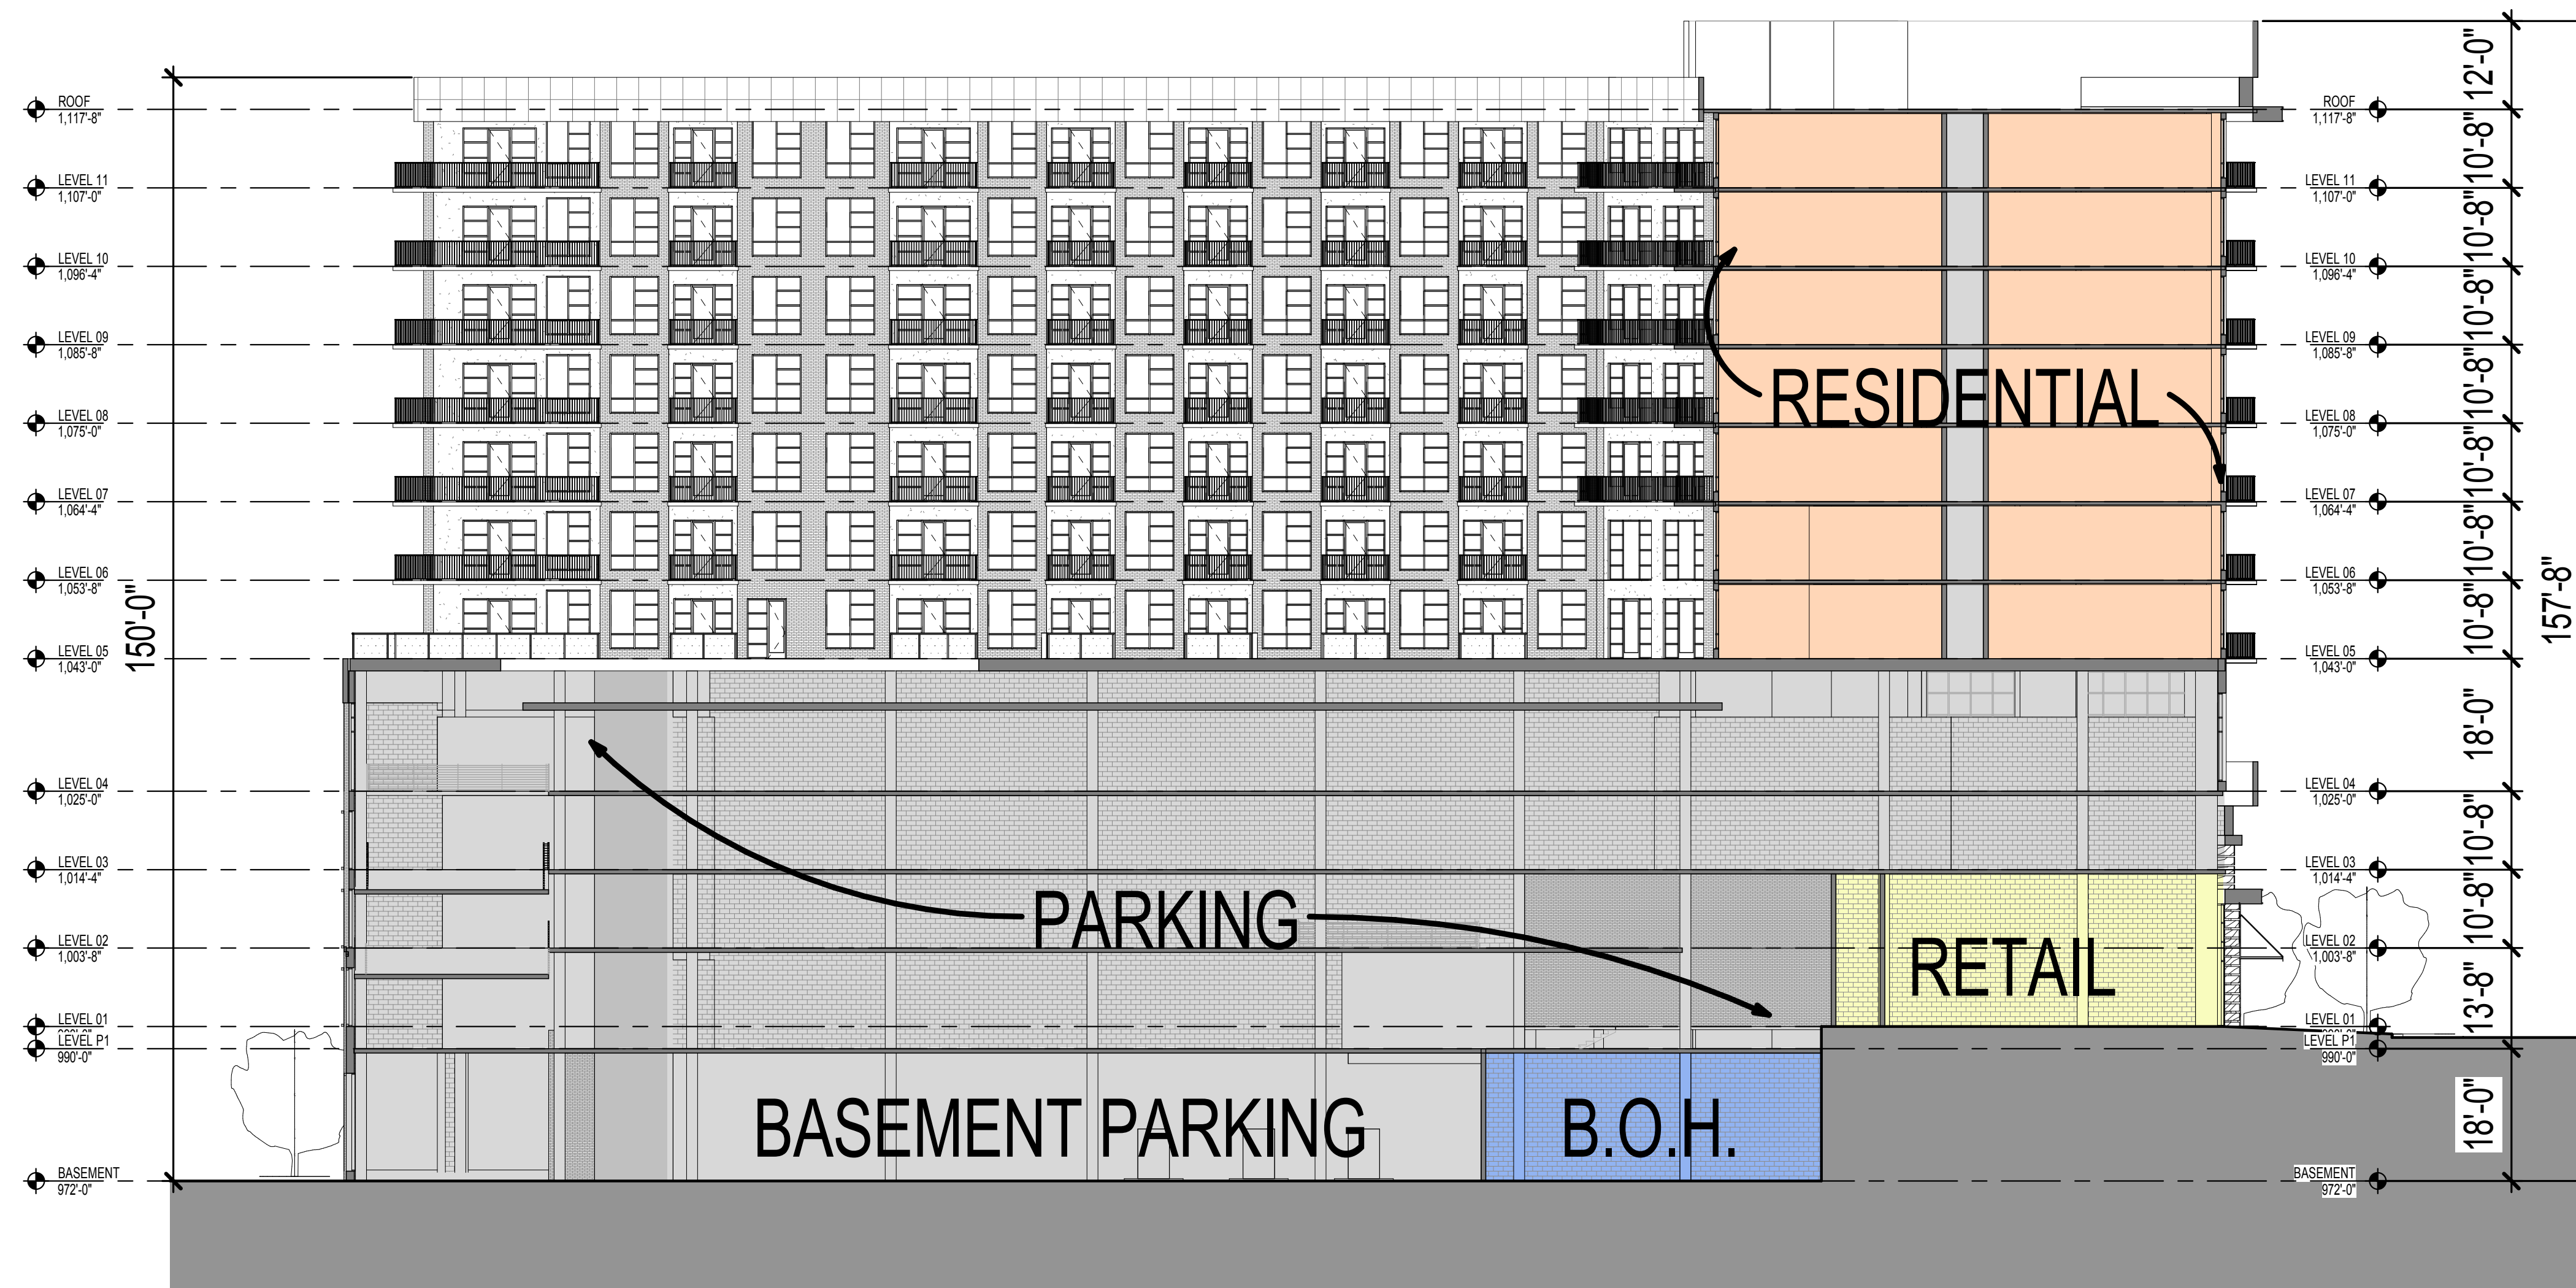 ROOF
1,117'-8"
LEVEL 11
1,107'-0"
LEVEL 10
1,096'-4"
LEVEL 09
1,085'-8"
LEVEL 08
1,075'-0"
LEVEL 07
1,064'-4"
LEVEL 06
1,053'-8"
LEVEL 05
1,043'-0"
LEVEL 04
1,025'-0"
LEVEL 03
1,014'-4"
LEVEL 02
1,003'-8"
LEVEL 01
LEVEL P1
990'-0"
BASEMENT
972'-0"
150'-0"
RESIDENTIAL
PARKING
RETAIL
BASEMENT PARKING
B.O.H.
ROOF
1,117'-8"
LEVEL 11
1,107'-0"
LEVEL 10
1,096'-4"
LEVEL 09
1,085'-8"
LEVEL 08
1,075'-0"
LEVEL 07
1,064'-4"
LEVEL 06
1,053'-8"
LEVEL 05
1,043'-0"
LEVEL 04
1,025'-0"
LEVEL 03
1,014'-4"
LEVEL 02
1,003'-8"
LEVEL 01
LEVEL P1
990'-0"
BASEMENT
972'-0"
12'-0"
10'-8"
10'-8"
10'-8"
10'-8"
10'-8"
10'-8"
10'-8"
18'-0"
10'-8"
10'-8"
13'-8"
18'-0"
157'-8"